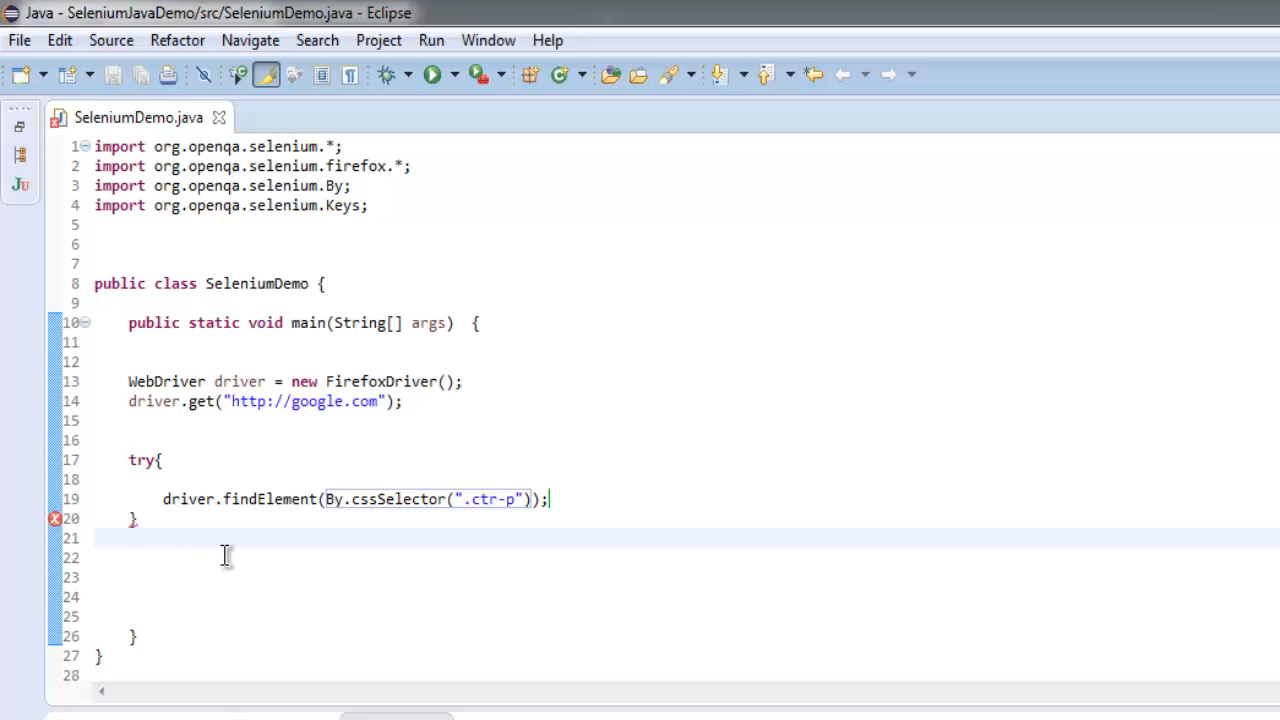 Java - SeleniumJavaDemo/src/SeleniumDemo.java - Eclipse
File Edit Source Refactor Navigate Search Project Run Window Help
SeleniumDemo.java
JU
1 import org.openqa.selenium.*;
2 import org.openqa.selenium.firefox.*;
3 import org.openqa.selenium.By;
4 import org.openqa.selenium.Keys;
5
6
7
8 public class SeleniumDemo {
9
10 public static void main(String[] args) {
11
12
13 WebDriver driver = new FirefoxDriver();
14 driver.get("http://google.com");
15
16
17 try{
18
19 driver.findElement(By.cssSelector(".ctr-p"));
20 }
21
22
23
24
25
26 }
27 }
28